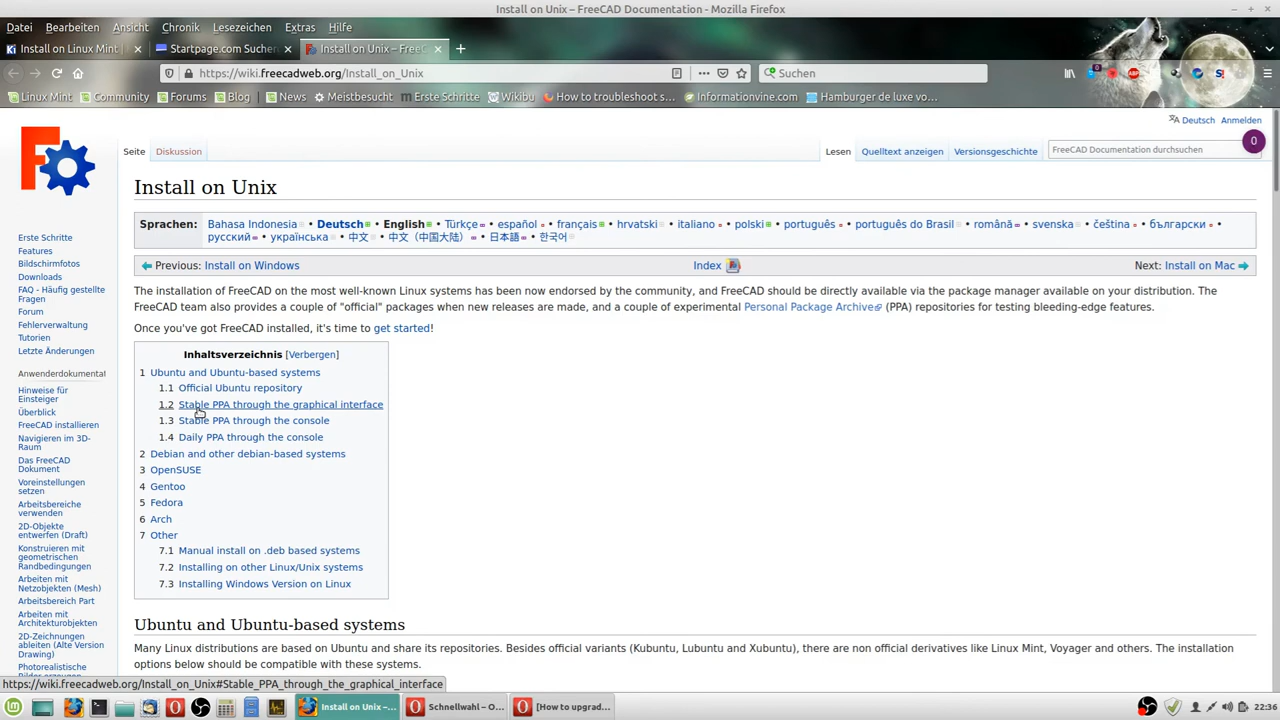 Install on Unix – FreeCAD Documentation - Mozilla Firefox
Datei Bearbeiten Ansicht Chronik Lesezeichen Extras Hilfe
Install on Linux Mint Startpage.com Suchen Install on Unix – FreeC
https://wiki.freecadweb.org/Install_on_Unix Suchen
Linux Mint Community Forums Blog News Meistbesucht Erste Schritte Wikibu How to troubleshoot s... Informationvine.com Hamburger de luxe vo...
Deutsch Anmelden
0
Seite Diskussion Lesen Quelltext anzeigen Versionsgeschichte FreeCAD Documentation durchsuchen
Install on Unix
Sprachen: Bahasa Indonesia • Deutsch • English • Türkçe • español • français • hrvatski • italiano • polski • português • português do Brasil • română • svenska • čeština • български •
русский • українська • 中文 • 中文（中国大陆） • 日本語 • 한국어
Previous: Install on Windows Index Next: Install on Mac
The installation of FreeCAD on the most well-known Linux systems has been now endorsed by the community, and FreeCAD should be directly available via the package manager available on your distribution. The
FreeCAD team also provides a couple of "official" packages when new releases are made, and a couple of experimental Personal Package Archive (PPA) repositories for testing bleeding-edge features.
Once you've got FreeCAD installed, it's time to get started!
Inhaltsverzeichnis [Verbergen]
1 Ubuntu and Ubuntu-based systems
1.1 Official Ubuntu repository
1.2 Stable PPA through the graphical interface
1.3 Stable PPA through the console
1.4 Daily PPA through the console
2 Debian and other debian-based systems
3 OpenSUSE
4 Gentoo
5 Fedora
6 Arch
7 Other
7.1 Manual install on .deb based systems
7.2 Installing on other Linux/Unix systems
7.3 Installing Windows Version on Linux
Ubuntu and Ubuntu-based systems
Many Linux distributions are based on Ubuntu and share its repositories. Besides official variants (Kubuntu, Lubuntu and Xubuntu), there are non official derivatives like Linux Mint, Voyager and others. The installation
options below should be compatible with these systems.
Erste Schritte
Features
Bildschirmfotos
Downloads
FAQ - Häufig gestellte
Fragen
Forum
Fehlerverwaltung
Tutorien
Letzte Änderungen
Anwenderdokumentat
Hinweise für
Einsteiger
Überblick
FreeCAD installieren
Navigieren im 3D-
Raum
Das FreeCAD
Dokument
Voreinstellungen
setzen
Arbeitsbereiche
verwenden
2D-Objekte
entwerfen (Draft)
Konstruieren mit
geometrischen
Randbedingungen
Arbeiten mit
Netzobjekten (Mesh)
Arbeitsbereich Part
Arbeiten mit
Architekturobjekten
2D-Zeichnungen
ableiten (Alte Version
Drawing)
Photorealistische
https://wiki.freecadweb.org/Install_on_Unix#Stable_PPA_through_the_graphical_interface
Install on Unix –... Schnellwahl – O... [How to upgrad... 22:36